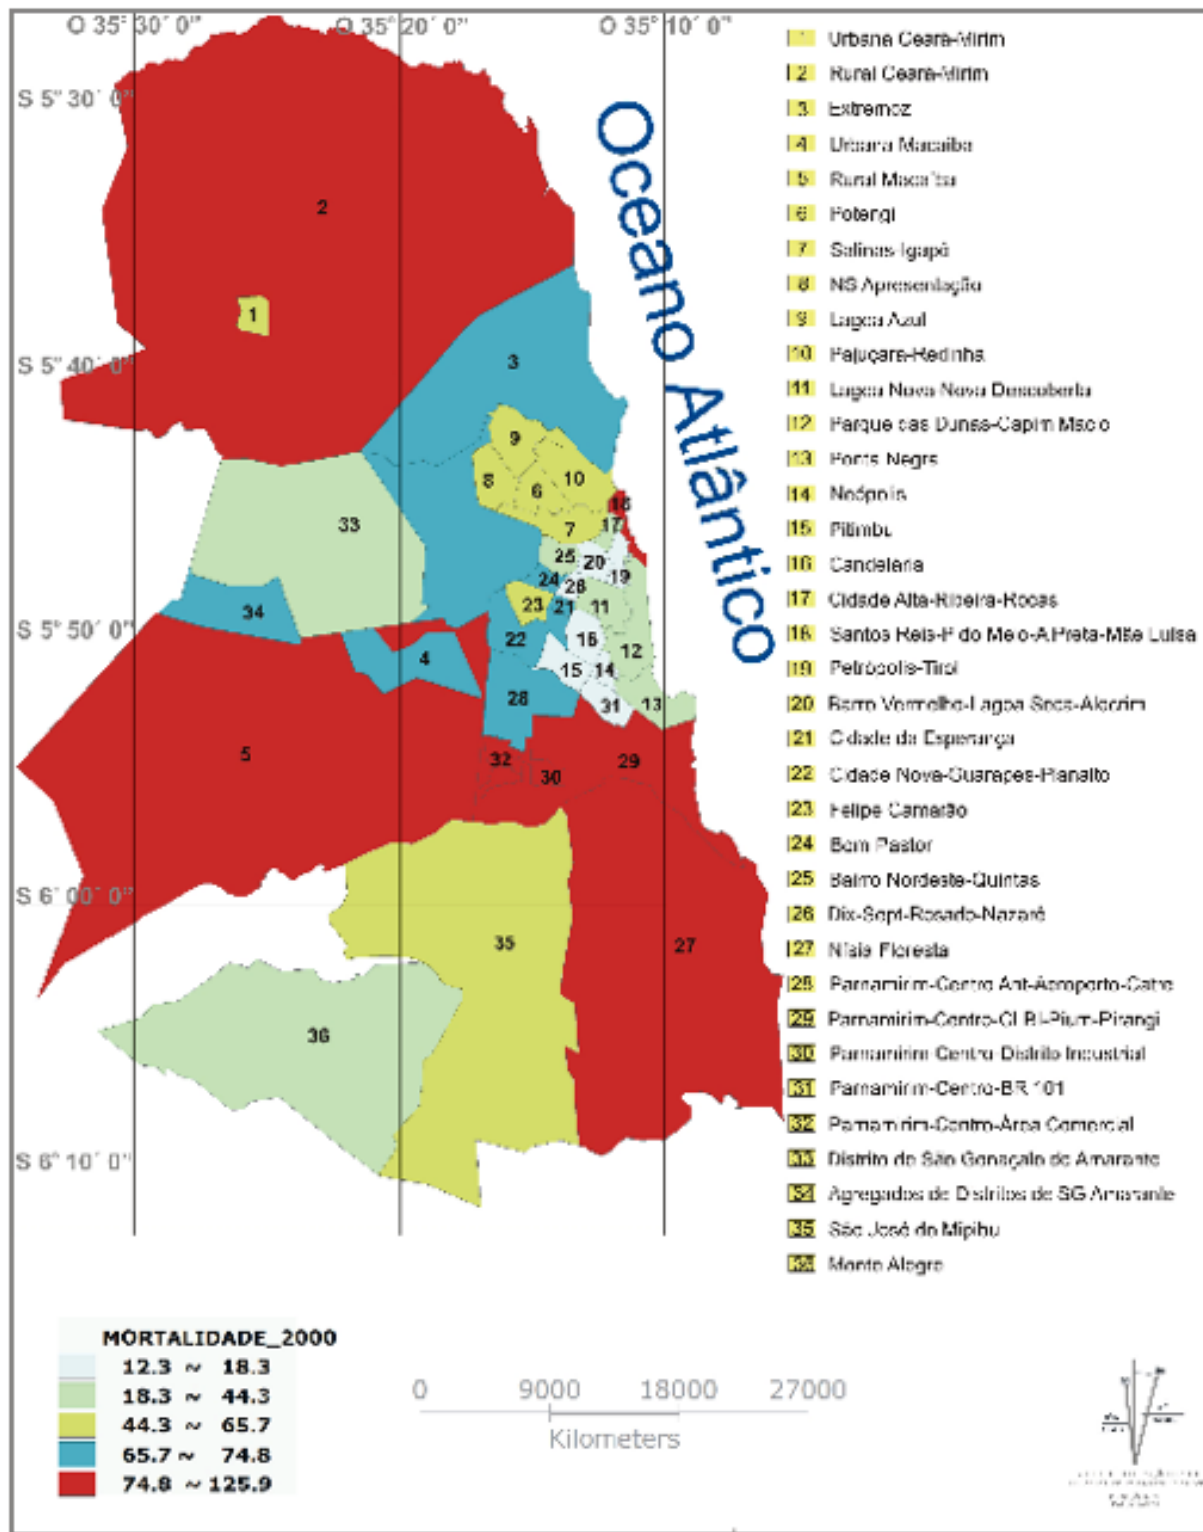 O 35° 30´ 0" O 35° 20´ 0" O 35° 10´ 0"
S 5° 30´ 0"
S 5° 40´ 0"
S 5° 50´ 0"
S 6° 00´ 0"
S 6° 10´ 0"
Oceano Atlântico
2
1
3
9
8
6
10
7
18
17
33
25
20
19
24
26
34
23
21
11
22
16
12
4
15
14
28
31
13
5
32
30
29
35
27
36
1 Urbana Ceará-Mirim
2 Rural Ceará-Mirim
3 Extremoz
4 Urbana Macaíba
5 Rural Macaíba
6 Potengi
7 Salinas-Igapó
8 NS Apresentação
9 Lagoa Azul
10 Pajuçara-Redinha
11 Lagoa Nova-Nova Descoberta
12 Parque das Dunas-Capim Macio
13 Ponta Negra
14 Neópolis
15 Pitimbu
16 Candelária
17 Cidade Alta-Ribeira-Rocas
18 Santos Reis-P do Meio-A Preta-Mãe Luisa
19 Petrópolis-Tirol
20 Barro Vermelho-Lagoa Seca-Alecrim
21 Cidade da Esperança
22 Cidade Nova-Guarapes-Planalto
23 Felipe Camarão
24 Bom Pastor
25 Bairro Nordeste-Quintas
26 Dix-Sept-Rosado-Nazaré
27 Nísia Floresta
28 Parnamirim-Centro Ant-Aeroporto-Catre
29 Parnamirim-Centro-CLBI-Pium-Pirangi
30 Parnamirim-Centro-Distrito Industrial
31 Parnamirim-Centro-BR 101
32 Parnamirim-Centro-Área Comercial
33 Distrito de São Gonaçalo do Amarante
34 Agregados de Distritos de SG Amarante
35 São José do Mipibu
36 Monte Alegre
MORTALIDADE_2000
12.3 ~ 18.3
18.3 ~ 44.3
44.3 ~ 65.7
65.7 ~ 74.8
74.8 ~ 125.9
0 9000 18000 27000
Kilometers